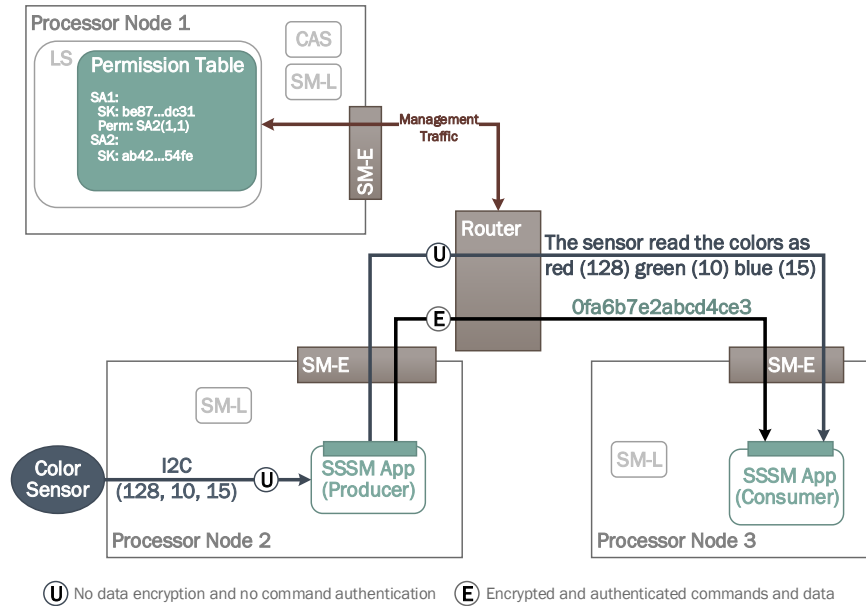 Processor Node 1
LS
Permission Table
CAS
SM-L
SA1:
SK: be87...dc31
Perm: SA2(1,1)
SA2:
SK: ab42...54fe
SM-E
Management
Traffic
Router
U
The sensor read the colors as
red (128) green (10) blue (15)
E
0fa6b7e2abcd4ce3
SM-E
SM-L
Color
Sensor
I2C
(128, 10, 15)
U
SSSM App
(Producer)
Processor Node 2
SM-E
SM-L
SSSM App
(Consumer)
Processor Node 3
U No data encryption and no command authentication
E Encrypted and authenticated commands and data